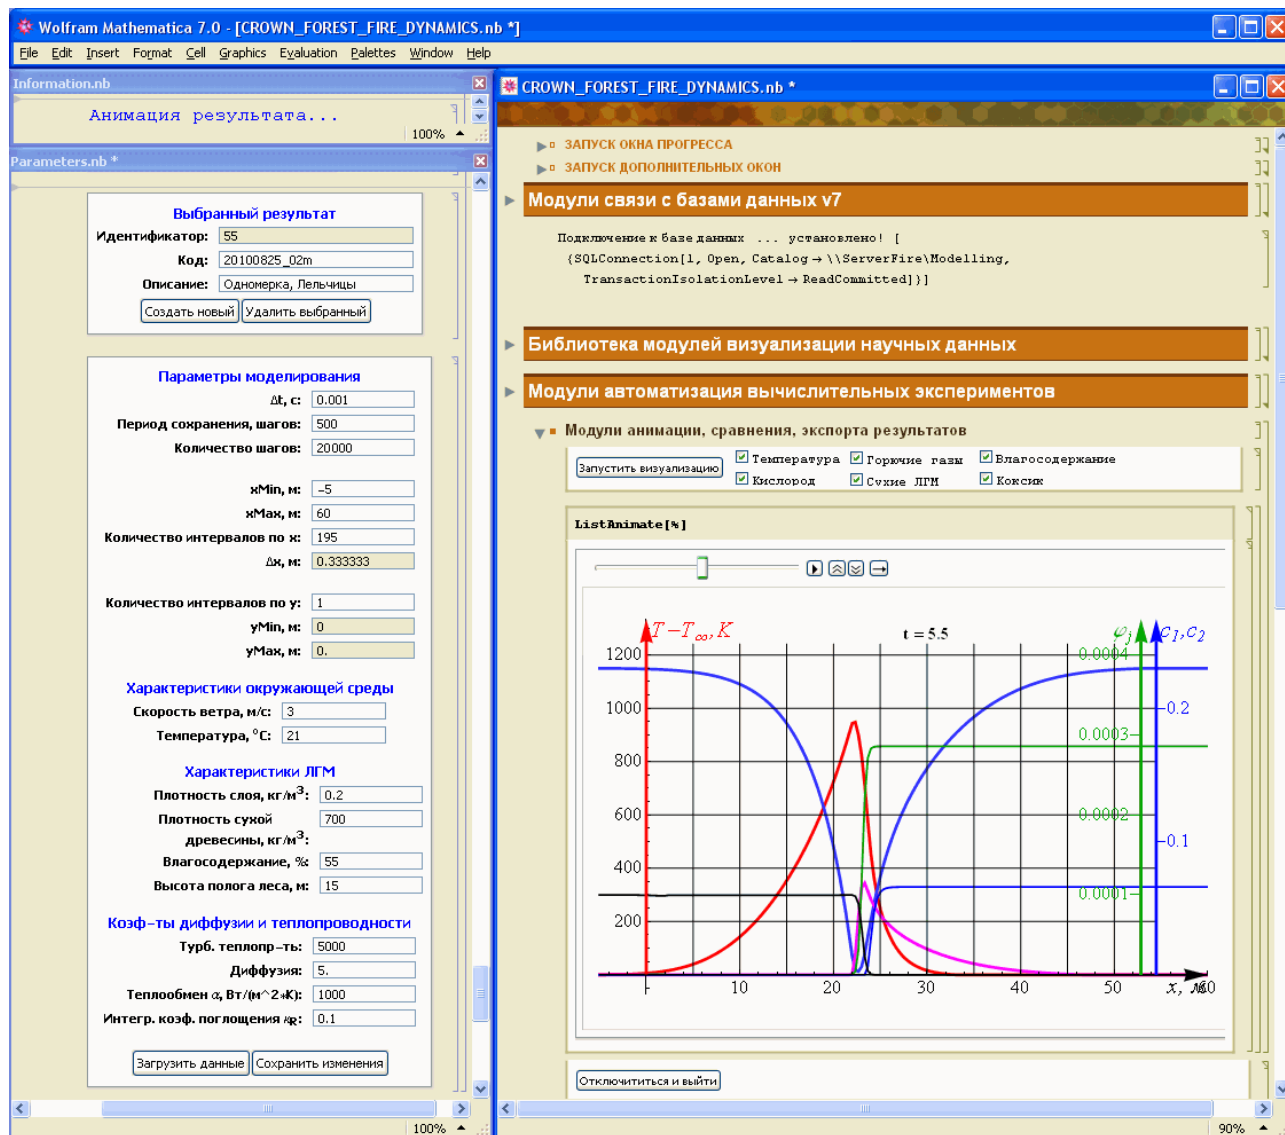 Wolfram Mathematica 7.0 - [CROWN_FOREST_FIRE_DYNAMICS.nb *]
File Edit Insert Format Cell Graphics Evaluation Palettes Window Help
Information.nb
Анимация результата...
100%
Parameters.nb *
Выбранный результат
Идентификатор: 55
Код: 20100825_02m
Описание: Одномерка, Лельчицы
Создать новый Удалить выбранный
Параметры моделирования
Δt, с: 0.001
Период сохранения, шагов: 500
Количество шагов: 20000
xMin, м: -5
xMax, м: 60
Количество интервалов по x: 195
Δx, м: 0.333333
Количество интервалов по y: 1
yMin, м: 0
yMax, м: 0.
Характеристики окружающей среды
Скорость ветра, м/с: 3
Температура, °C: 21
Характеристики ЛГМ
Плотность слоя, кг/м³: 0.2
Плотность сухой 700
древесины, кг/м³:
Влагосодержание, %: 55
Высота полога леса, м: 15
Коэф-ты диффузии и теплопроводности
Турб. теплопр-ть: 5000
Диффузия: 5.
Теплообмен α, Вт/(м^2*К): 1000
Интегр. коэф. поглощения κR: 0.1
Загрузить данные Сохранить изменения
100%
CROWN_FOREST_FIRE_DYNAMICS.nb *
ЗАПУСК ОКНА ПРОГРЕССА
ЗАПУСК ДОПОЛНИТЕЛЬНЫХ ОКОН
Модули связи с базами данных v7
Подключение к базе данных ... установлено! [
{SQLConnection[1, Open, Catalog → \\ServerFire\Modelling,
TransactionIsolationLevel → ReadCommitted]}]
Библиотека модулей визуализации научных данных
Модули автоматизация вычислительных экспериментов
Модули анимации, сравнения, экспорта результатов
Запустить визуализацию Температура Горючие газы Влагосодержание
Кислород Сухие ЛГМ Коксик
ListAnimate[%]
T−T∞, K t = 5.5 φj c1, c2
1200 0.0004
1000 0.2
0.0003
800
600 0.0002
0.1
400
0.0001
200
10 20 30 40 50 x, м 60
Отключититься и выйти
90%